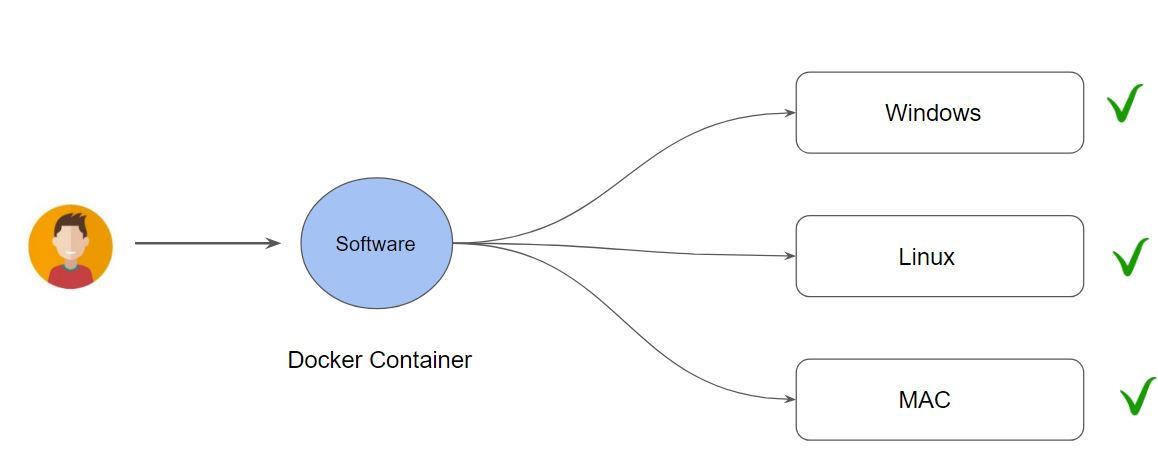 Windows
Software
Linux
Docker Container
MAC